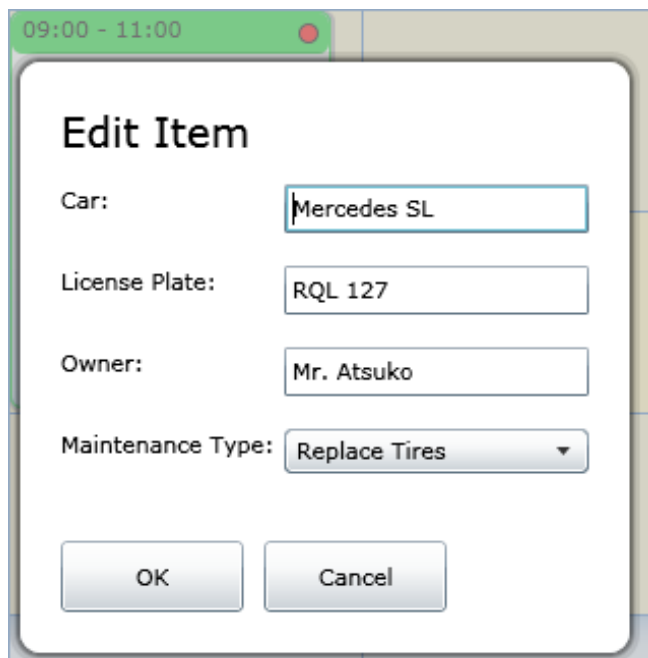 09:00 - 11:00
Edit Item
Car: Mercedes SL
License Plate: RQL 127
Owner: Mr. Atsuko
Maintenance Type: Replace Tires
OK Cancel